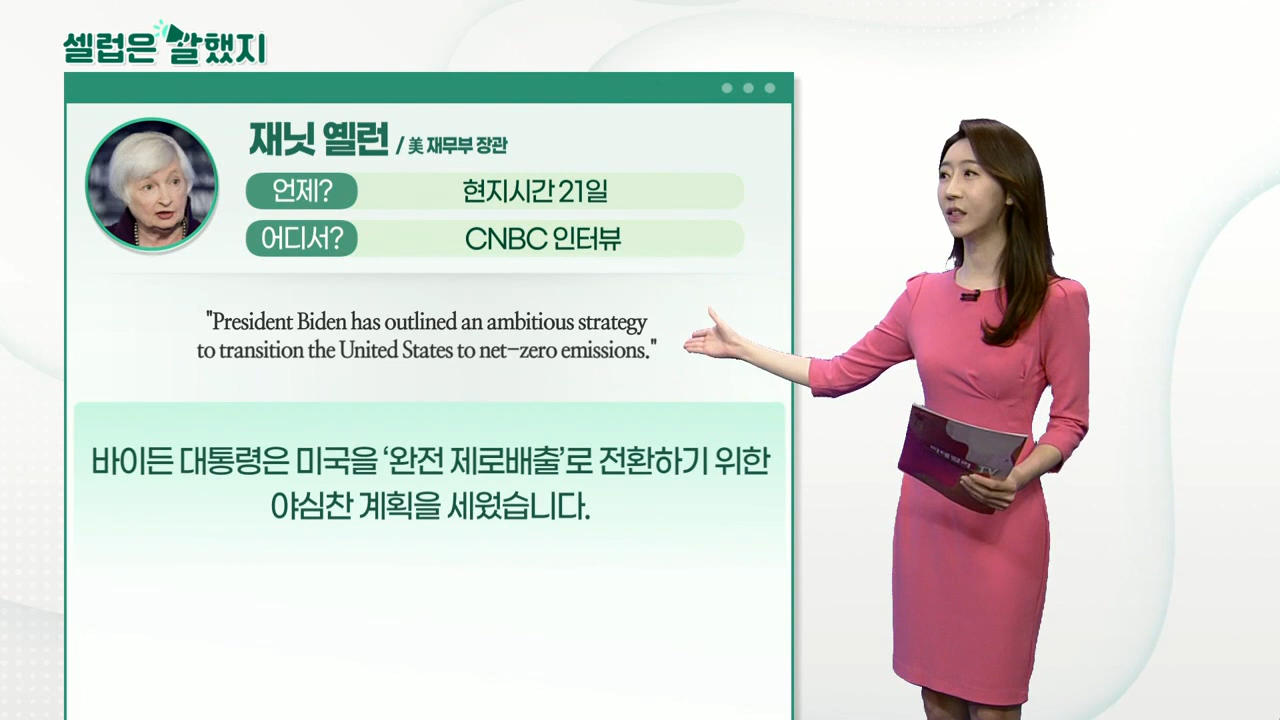 셀럽은 말했지
재닛 옐런 / 美 재무부 장관
언제? 현지시간 21일
어디서? CNBC 인터뷰
"President Biden has outlined an ambitious strategy
to transition the United States to net-zero emissions."
바이든 대통령은 미국을 ‘완전 제로배출’로 전환하기 위한
야심찬 계획을 세웠습니다.
TV